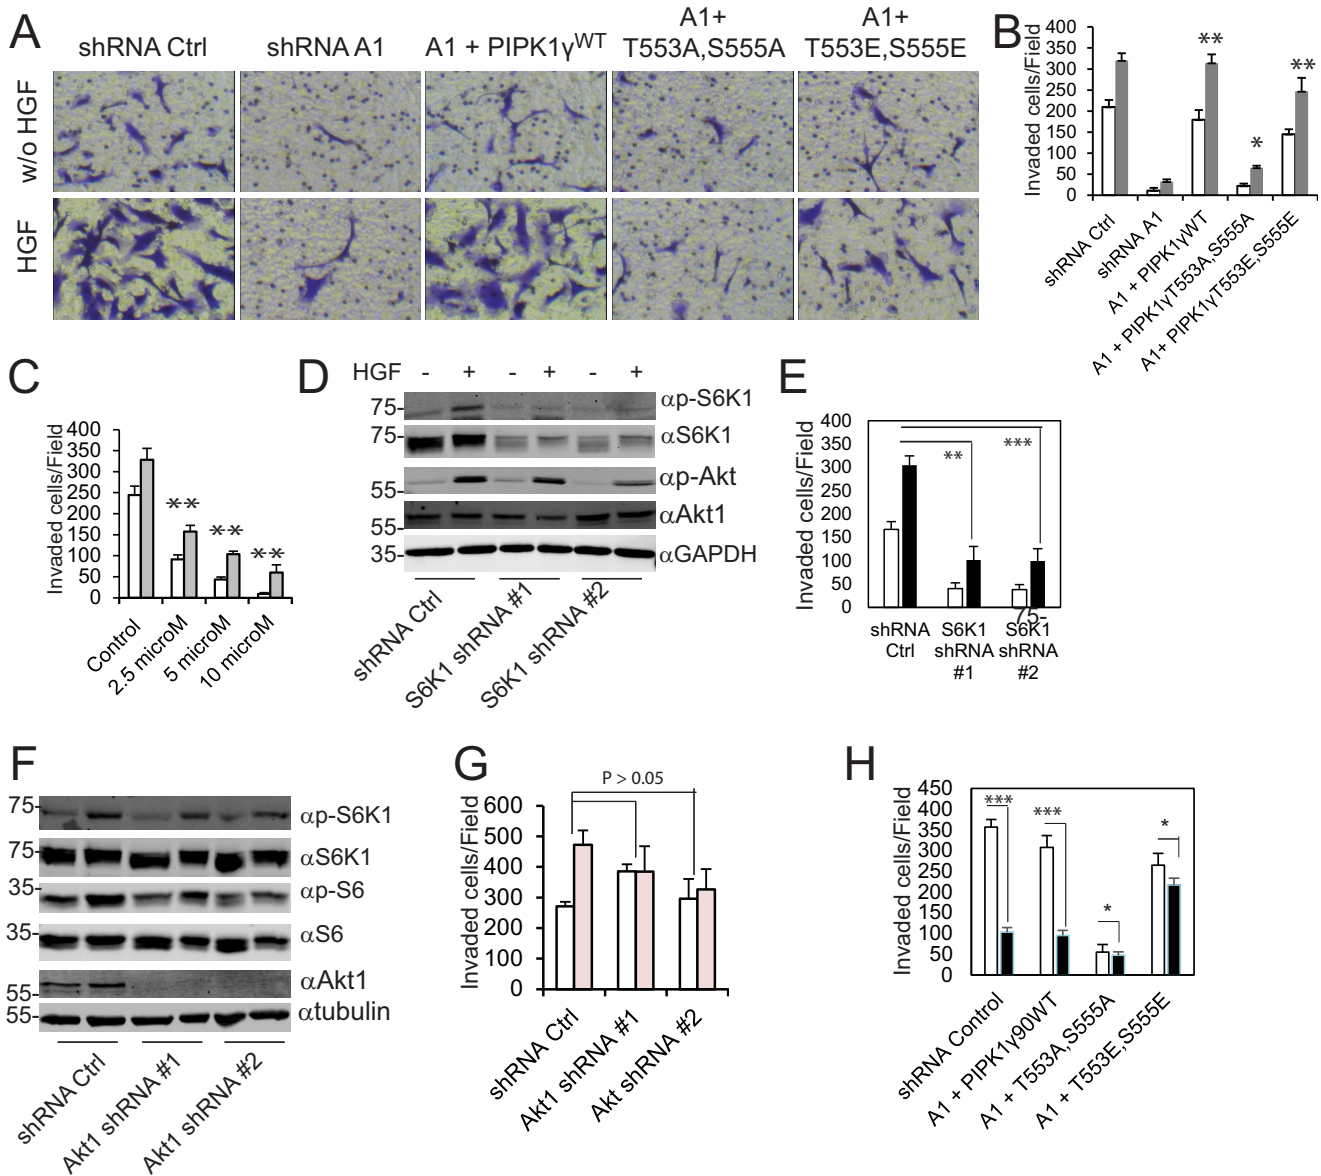 A
shRNA Ctrl
shRNA A1
A1 + PIPK1γWT
A1+
T553A,S555A
A1+
T553E,S555E
w/o HGF
HGF
B
Invaded cells/Field
400
350
300
250
200
150
100
50
0
**
*
**
shRNA Ctrl
shRNA A1
A1 + PIPK1γWT
A1 + PIPK1γT553A,S555A
A1+ PIPK1γT553E,S555E
C
Invaded cells/Field
400
350
300
250
200
150
100
50
0
**
**
**
Control
2.5 microM
5 microM
10 microM
D
HGF - + - + - +
75- αp-S6K1
75- αS6K1
55- αp-Akt
55- αAkt1
35- αGAPDH
shRNA Ctrl
S6K1 shRNA #1
S6K1 shRNA #2
E
Invaded cells/Field
400
350
300
250
200
150
100
50
0
**
***
75-
shRNA
Ctrl
S6K1
shRNA
#1
S6K1
shRNA
#2
F
75- αp-S6K1
75- αS6K1
35- αp-S6
35- αS6
55- αAkt1
55- αtubulin
shRNA Ctrl
Akt1 shRNA #1
Akt1 shRNA #2
G
P > 0.05
Invaded cells/Field
600
500
400
300
200
100
0
shRNA Ctrl
Akt1 shRNA #1
Akt shRNA #2
H
Invaded cells/Field
450
400
350
300
250
200
150
100
50
0
***
***
*
*
shRNA Control
A1 + PIPK1γ90WT
A1 + T553A,S555A
A1 + T553E,S555E